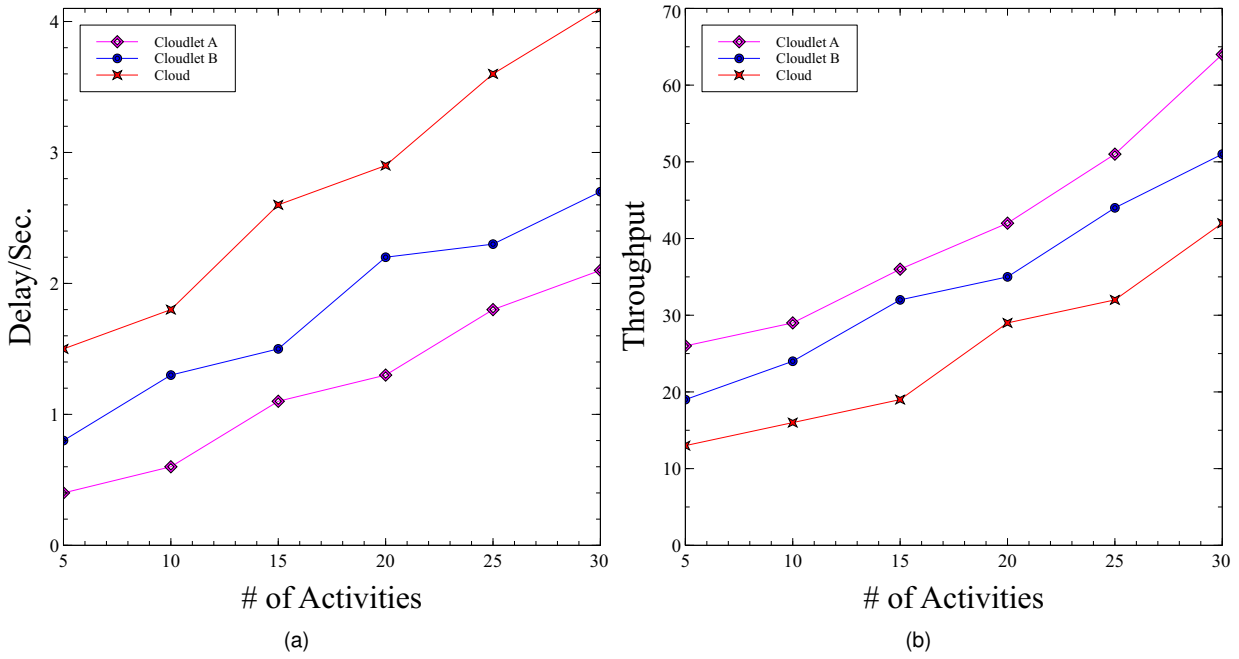 Cloudlet A
Cloudlet B
Cloud
4
3
2
1
0
Delay/Sec.
5 10 15 20 25 30
# of Activities
(a)
Cloudlet A
Cloudlet B
Cloud
70
60
50
40
30
20
10
0
Throughput
5 10 15 20 25 30
# of Activities
(b)